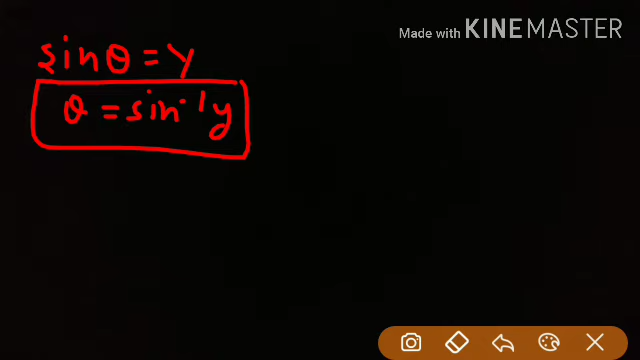 Made with KINEMASTER
sinθ = y
θ = sin⁻¹y